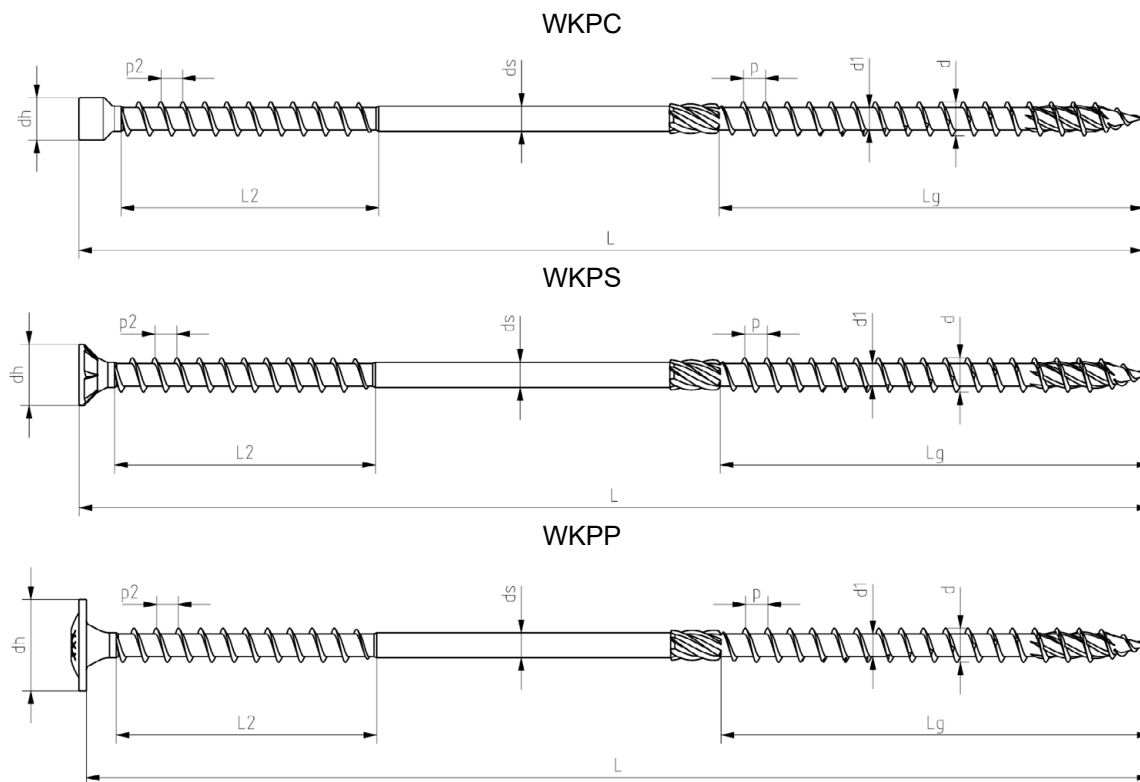 WKPC
p2 ds p d1 d
dh
L2 Lg
L
WKPS
p2 ds p d1 d
dh
L2 Lg
L
WKPP
p2 ds p d1 d
dh
L2 Lg
L